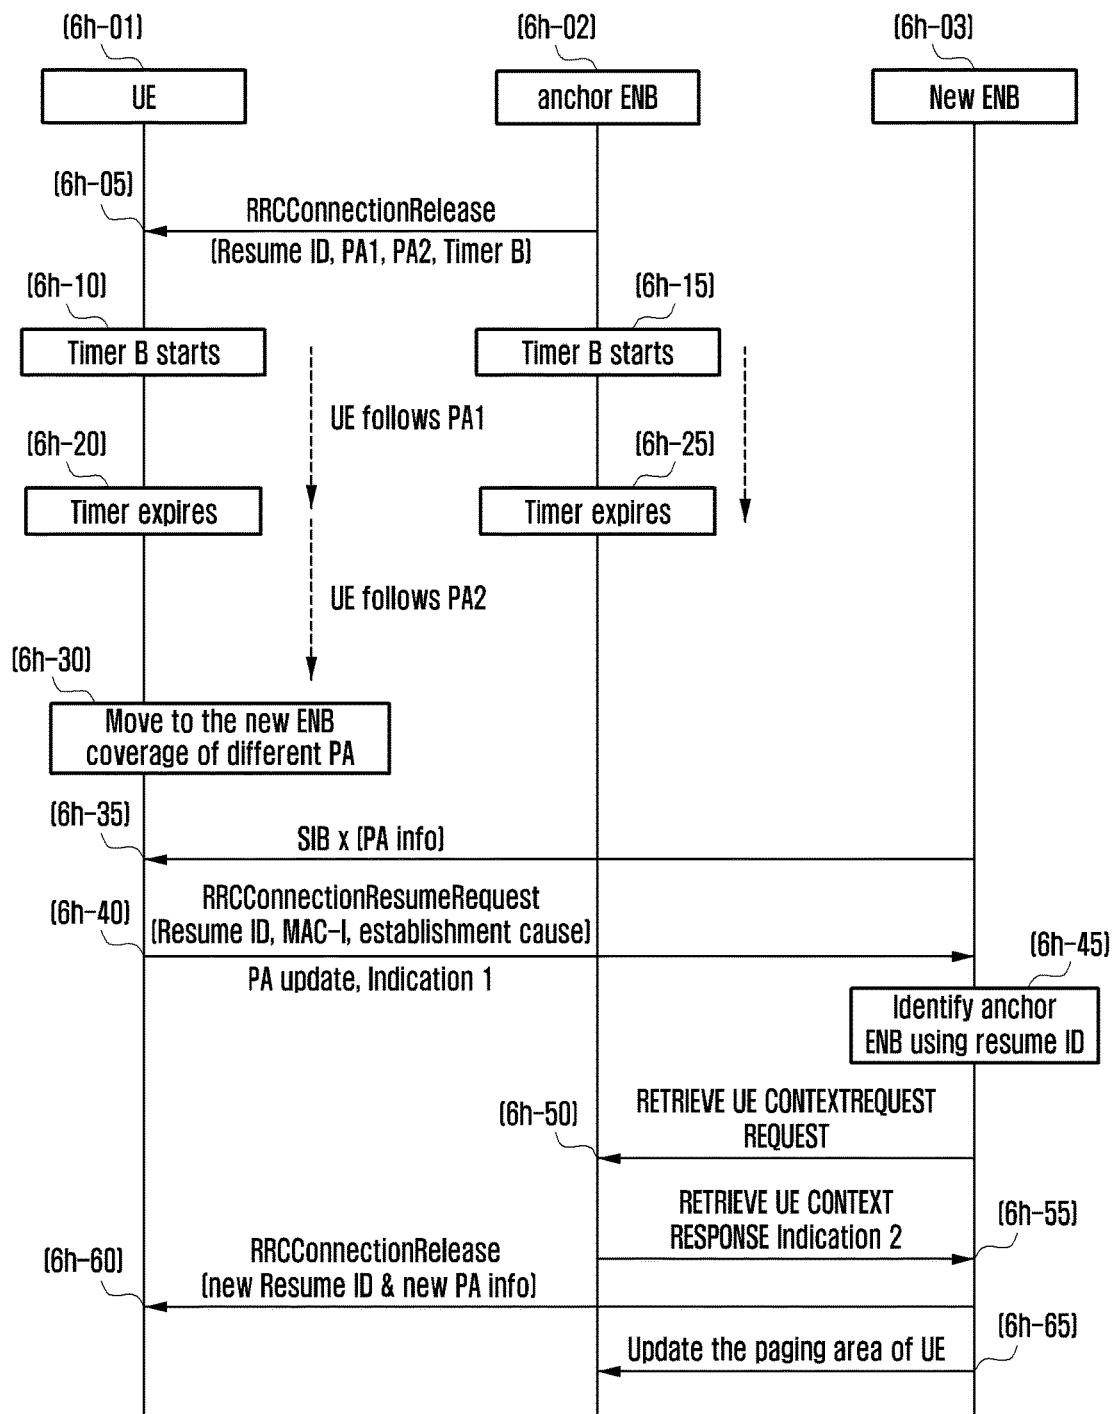 (6h-01)
(6h-02)
(6h-03)
UE
anchor ENB
New ENB
(6h-05)
RRCConnectionRelease
(Resume ID, PA1, PA2, Timer B)
(6h-10)
(6h-15)
Timer B starts
Timer B starts
UE follows PA1
(6h-20)
(6h-25)
Timer expires
Timer expires
UE follows PA2
(6h-30)
Move to the new ENB
coverage of different PA
(6h-35)
SIB x (PA info)
RRCConnectionResumeRequest
(6h-40)
(Resume ID, MAC-I, establishment cause)
PA update, Indication 1
(6h-45)
Identify anchor
ENB using resume ID
RETRIEVE UE CONTEXTREQUEST
REQUEST
(6h-50)
RETRIEVE UE CONTEXT
RESPONSE Indication 2
(6h-55)
RRCConnectionRelease
(new Resume ID & new PA info)
(6h-60)
Update the paging area of UE
(6h-65)